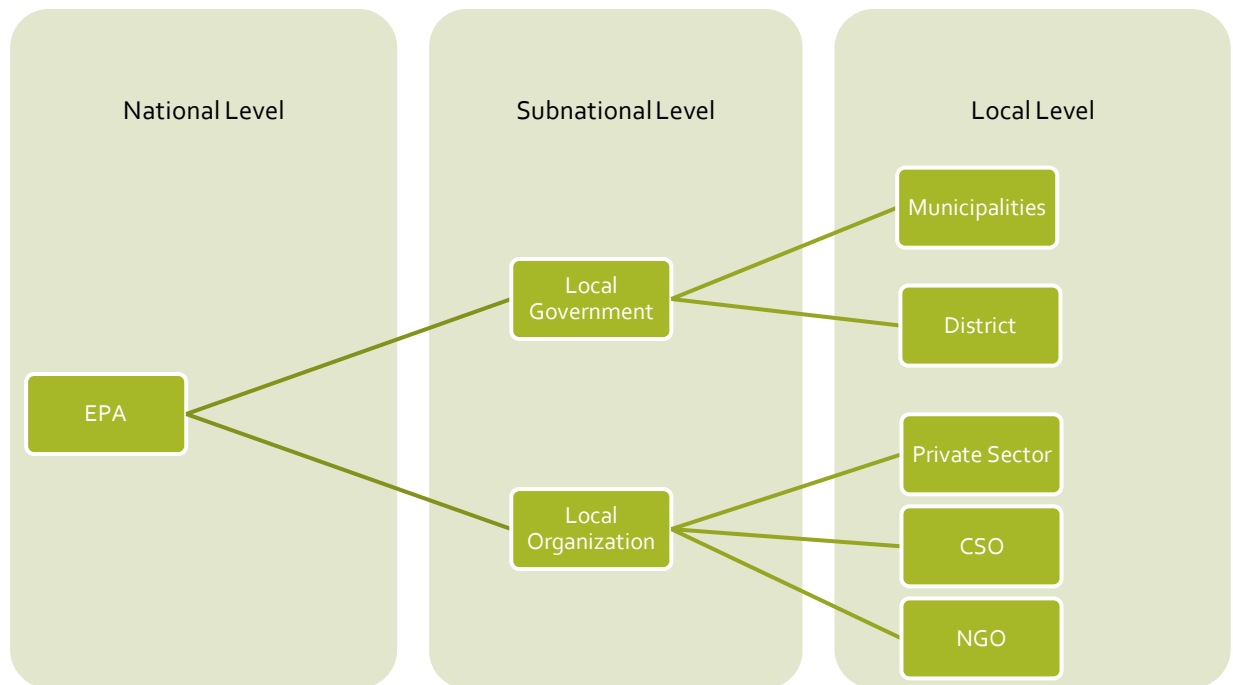 National Level
Subnational Level
Local Level
Municipalities
Local
Government
District
EPA
Private Sector
Local
Organization
CSO
NGO